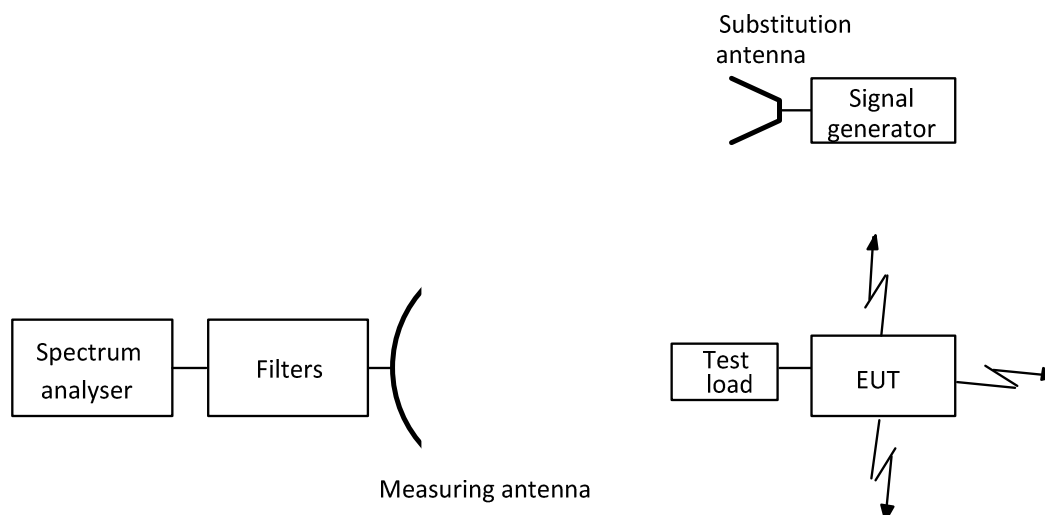 Substitution
antenna
Signal
generator
Spectrum
analyser
Filters
Test
load
EUT
Measuring antenna